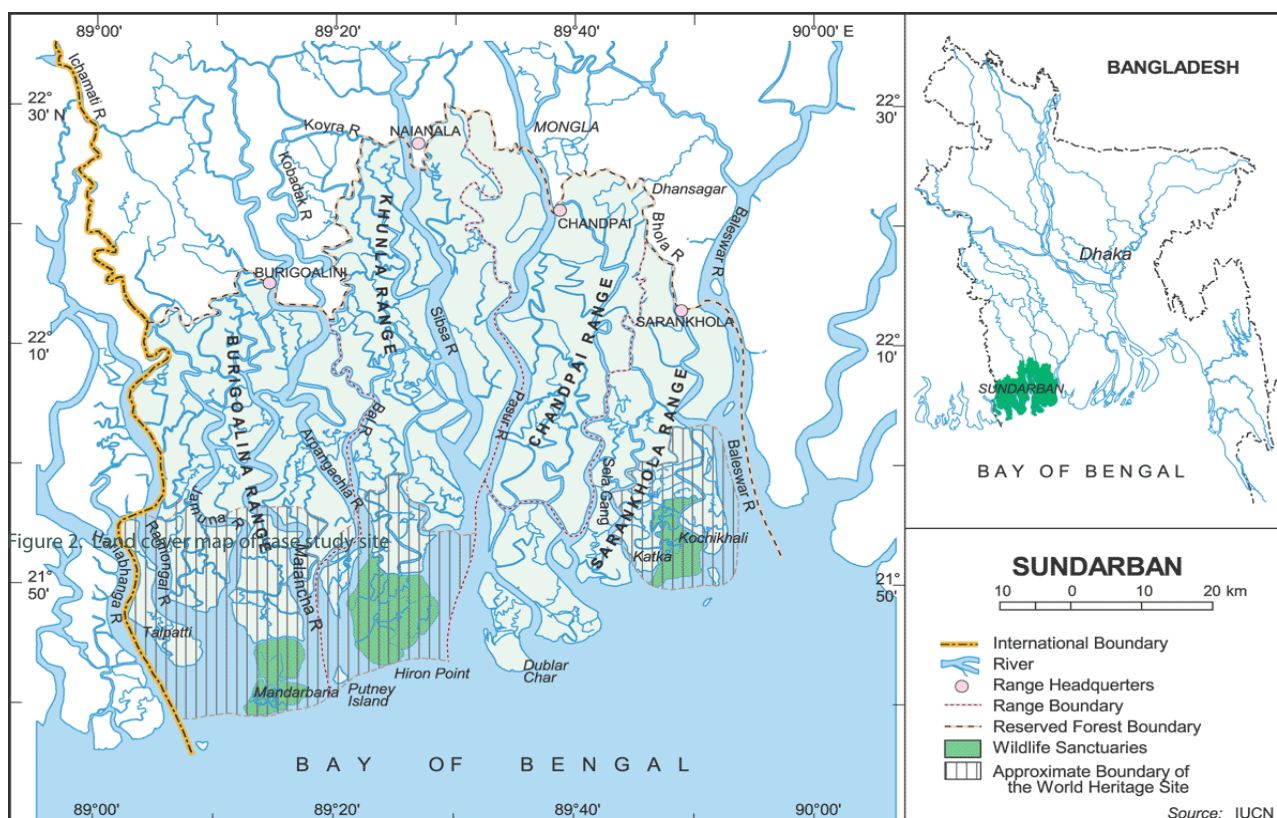 89°00'
89°20'
89°40'
90°00' E
22°
30' N
22°
10'
21°
50'
22°
30'
22°
10'
21°
50'
89°00'
89°20'
89°40'
90°00'
Ichamati R
Koyra R
NAIANALA
MONGLA
Kobadak R
Dhansagar
CHANDPAI
Bhola R
Baleswar R
BURIGOALINI
KHUNLA RANGE
SARANKHOLA
Sibsa R
BURIGOALINA RANGE
CHANDPAI RANGE
Bal R
Pasur R
Arpangachia R
SARANKHOLA RANGE
Sela Gang
Baleswar R
Jamuna R
Kochikhali
Katka
Figure 2. Land cover map of case study site
Raimongal R
Malancha R
Talpatti
Mandarbaria
Putney
Island
Hiron Point
Dublar
Char
BAY OF BENGAL
BANGLADESH
Dhaka
SUNDARBAN
BAY OF BENGAL
SUNDARBAN
10 0 10 20 km
International Boundary
River
Range Headquerters
Range Boundary
Reserved Forest Boundary
Wildlife Sanctuaries
Approximate Boundary of
the World Heritage Site
Source: IUCN